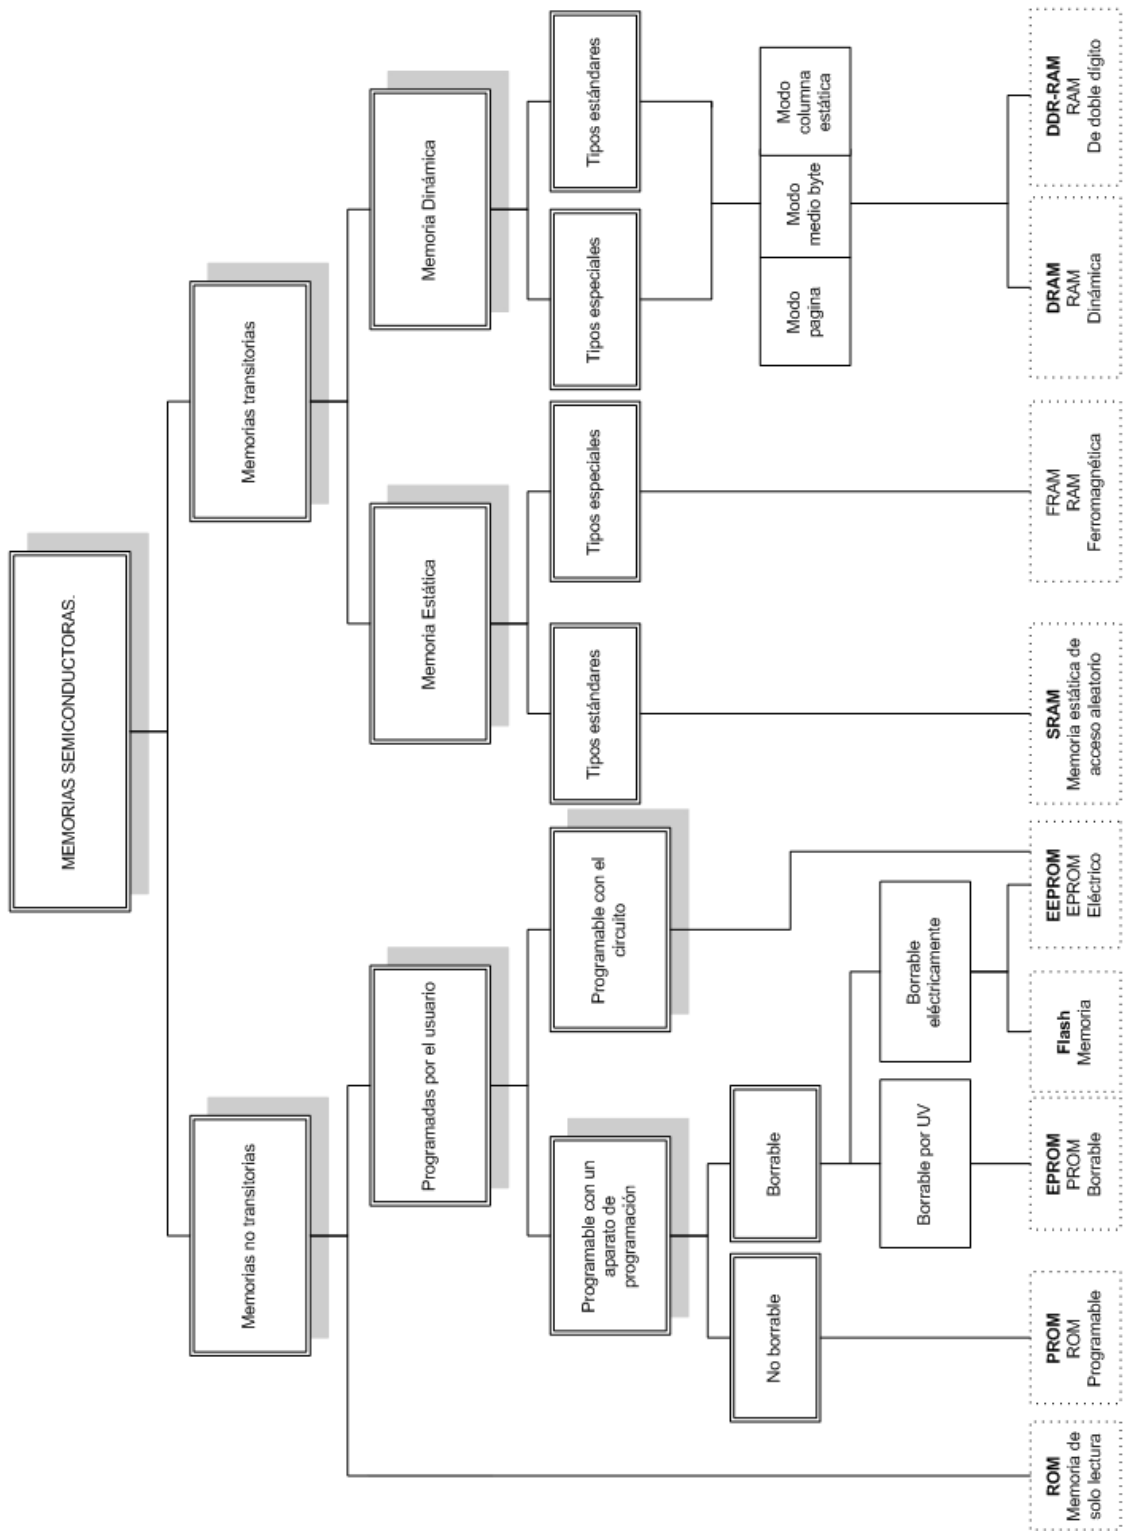 MEMORIAS SEMICONDUCTORAS.
Memorias no transitorias
Memorias transitorias
Programadas por el usuario
Memoria Estática
Memoria Dinámica
Programable con un
aparato de
programación
Programable con el
circuito
Tipos estándares
Tipos especiales
Tipos especiales
Tipos estándares
No borrable
Borrable
Modo
pagina
Modo
medio byte
Modo
columna
estática
Borrable por UV
Borrable
eléctricamente
ROM
Memoria de
solo lectura
PROM
ROM
Programable
EPROM
PROM
Borrable
Flash
Memoria
EEPROM
EPROM
Eléctrico
SRAM
Memoria estática de
acceso aleatorio
FRAM
RAM
Ferromagnética
DRAM
RAM
Dinámica
DDR-RAM
RAM
De doble dígito